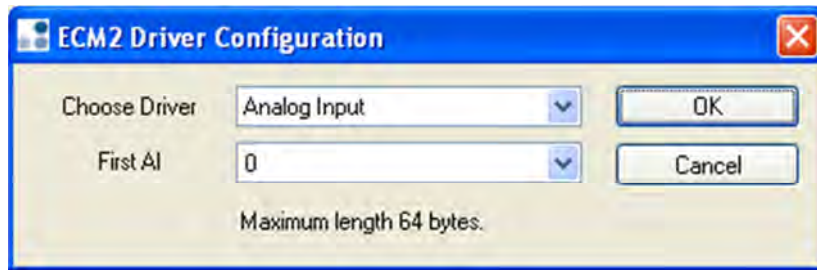 ECM2 Driver Configuration
Choose Driver Analog Input OK
First AI 0 Cancel
Maximum length 64 bytes.